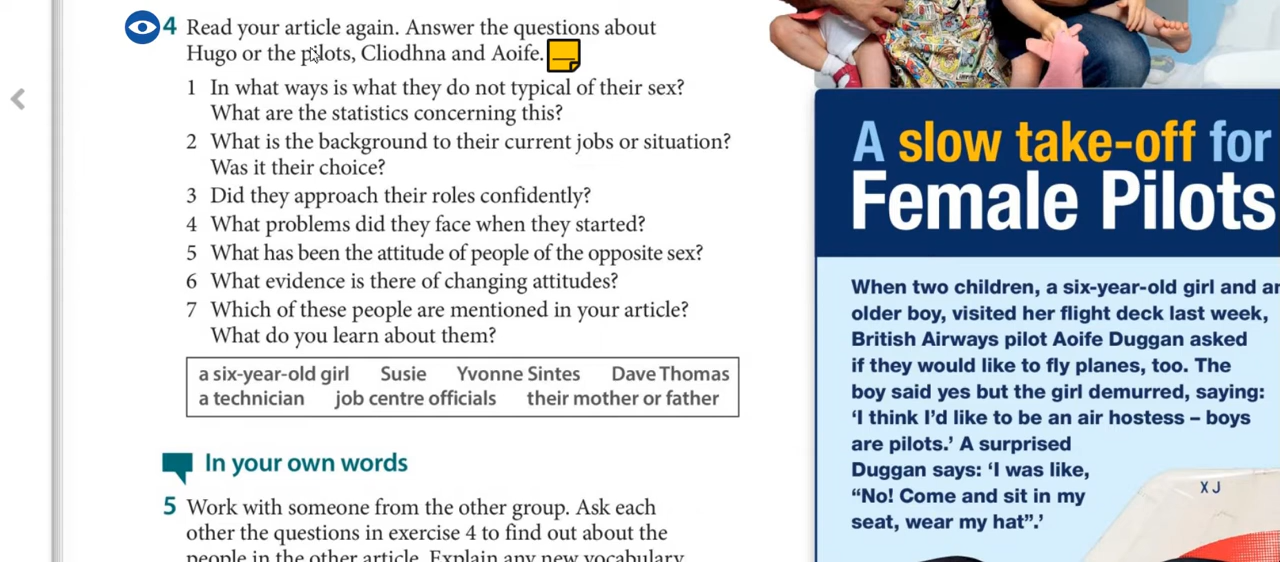 4 Read your article again. Answer the questions about
Hugo or the pilots, Cliodhna and Aoife.
1 In what ways is what they do not typical of their sex?
What are the statistics concerning this?
2 What is the background to their current jobs or situation?
Was it their choice?
3 Did they approach their roles confidently?
4 What problems did they face when they started?
5 What has been the attitude of people of the opposite sex?
6 What evidence is there of changing attitudes?
7 Which of these people are mentioned in your article?
What do you learn about them?
a six-year-old girl Susie Yvonne Sintes Dave Thomas
a technician job centre officials their mother or father
In your own words
5 Work with someone from the other group. Ask each
other the questions in exercise 4 to find out about the
people in the other article. Explain any new vocabulary
A slow take-off for
Female Pilots
When two children, a six-year-old girl and an
older boy, visited her flight deck last week,
British Airways pilot Aoife Duggan asked
if they would like to fly planes, too. The
boy said yes but the girl demurred, saying:
‘I think I’d like to be an air hostess – boys
are pilots.’ A surprised
Duggan says: ‘I was like,
“No! Come and sit in my
seat, wear my hat”.’
XJ